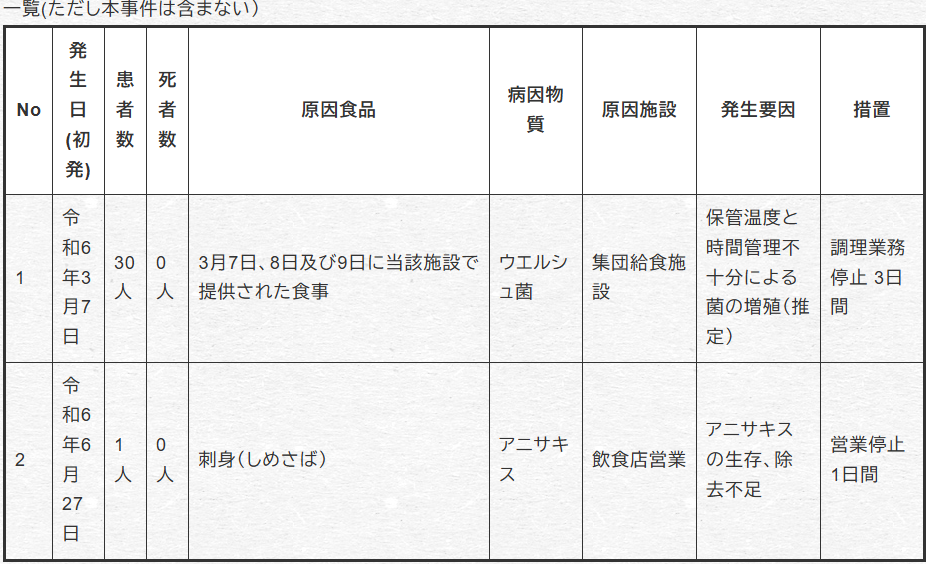 一覧(ただし本事件は含まない）
No
発
生
日
(初
発)
患
者
数
死
者
数
原因食品
病因物
質
原因施設
発生要因
措置
1
令
和6
年3
月7
日
30
人
0
人
3月7日、8日及び9日に当該施設で
提供された食事
ウエルシ
ュ菌
集団給食施
設
保管温度と
時間管理不
十分による
菌の増殖（推
定）
調理業務
停止 3日
間
2
令
和6
年6
月
27
日
1
人
0
人
刺身（しめさば）
アニサキ
ス
飲食店営業
アニサキス
の生存、除
去不足
営業停止
1日間